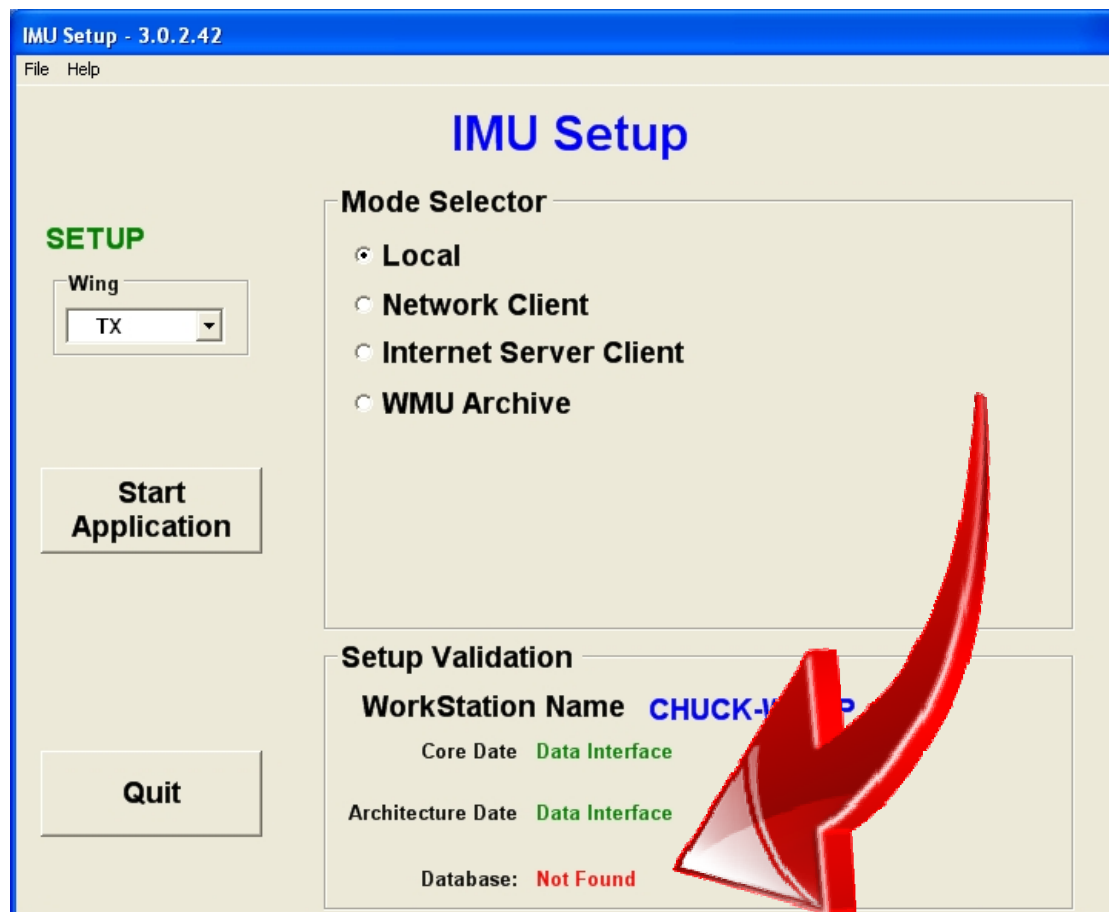 IMU Setup - 3.0.2.42
File Help
IMU Setup
Mode Selector
SETUP
Local
Wing
Network Client
TX
Internet Server Client
WMU Archive
Start
Application
Setup Validation
WorkStation Name
Core Date Data Interface
Quit
Architecture Date Data Interface
Database: Not Found